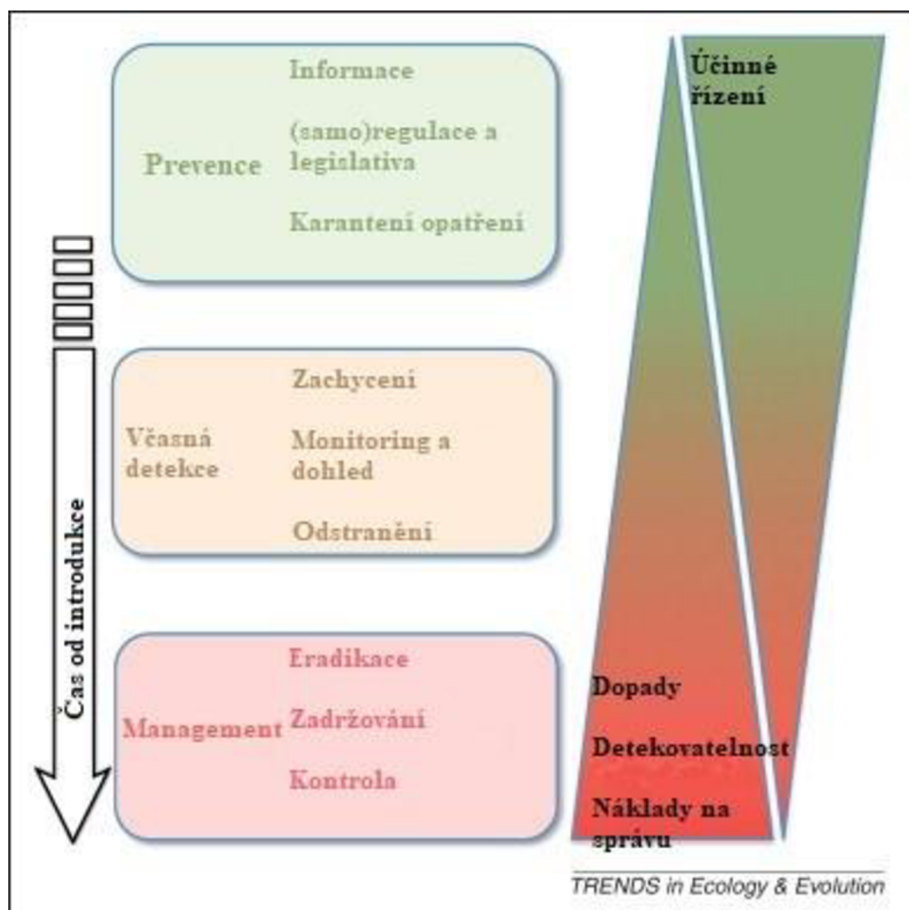 Informace
(samo)regulace a
legislativa
Prevence
Karantení opatření
Účinné
řízení
Čas od introdukce
Zachycení
Včasná
detekce
Monitoring a
dohled
Odstranění
Eradikace
Management
Zadržování
Kontrola
Dopady
Detekovatelnost
Náklady na
správu
TRENDS in Ecology & Evolution